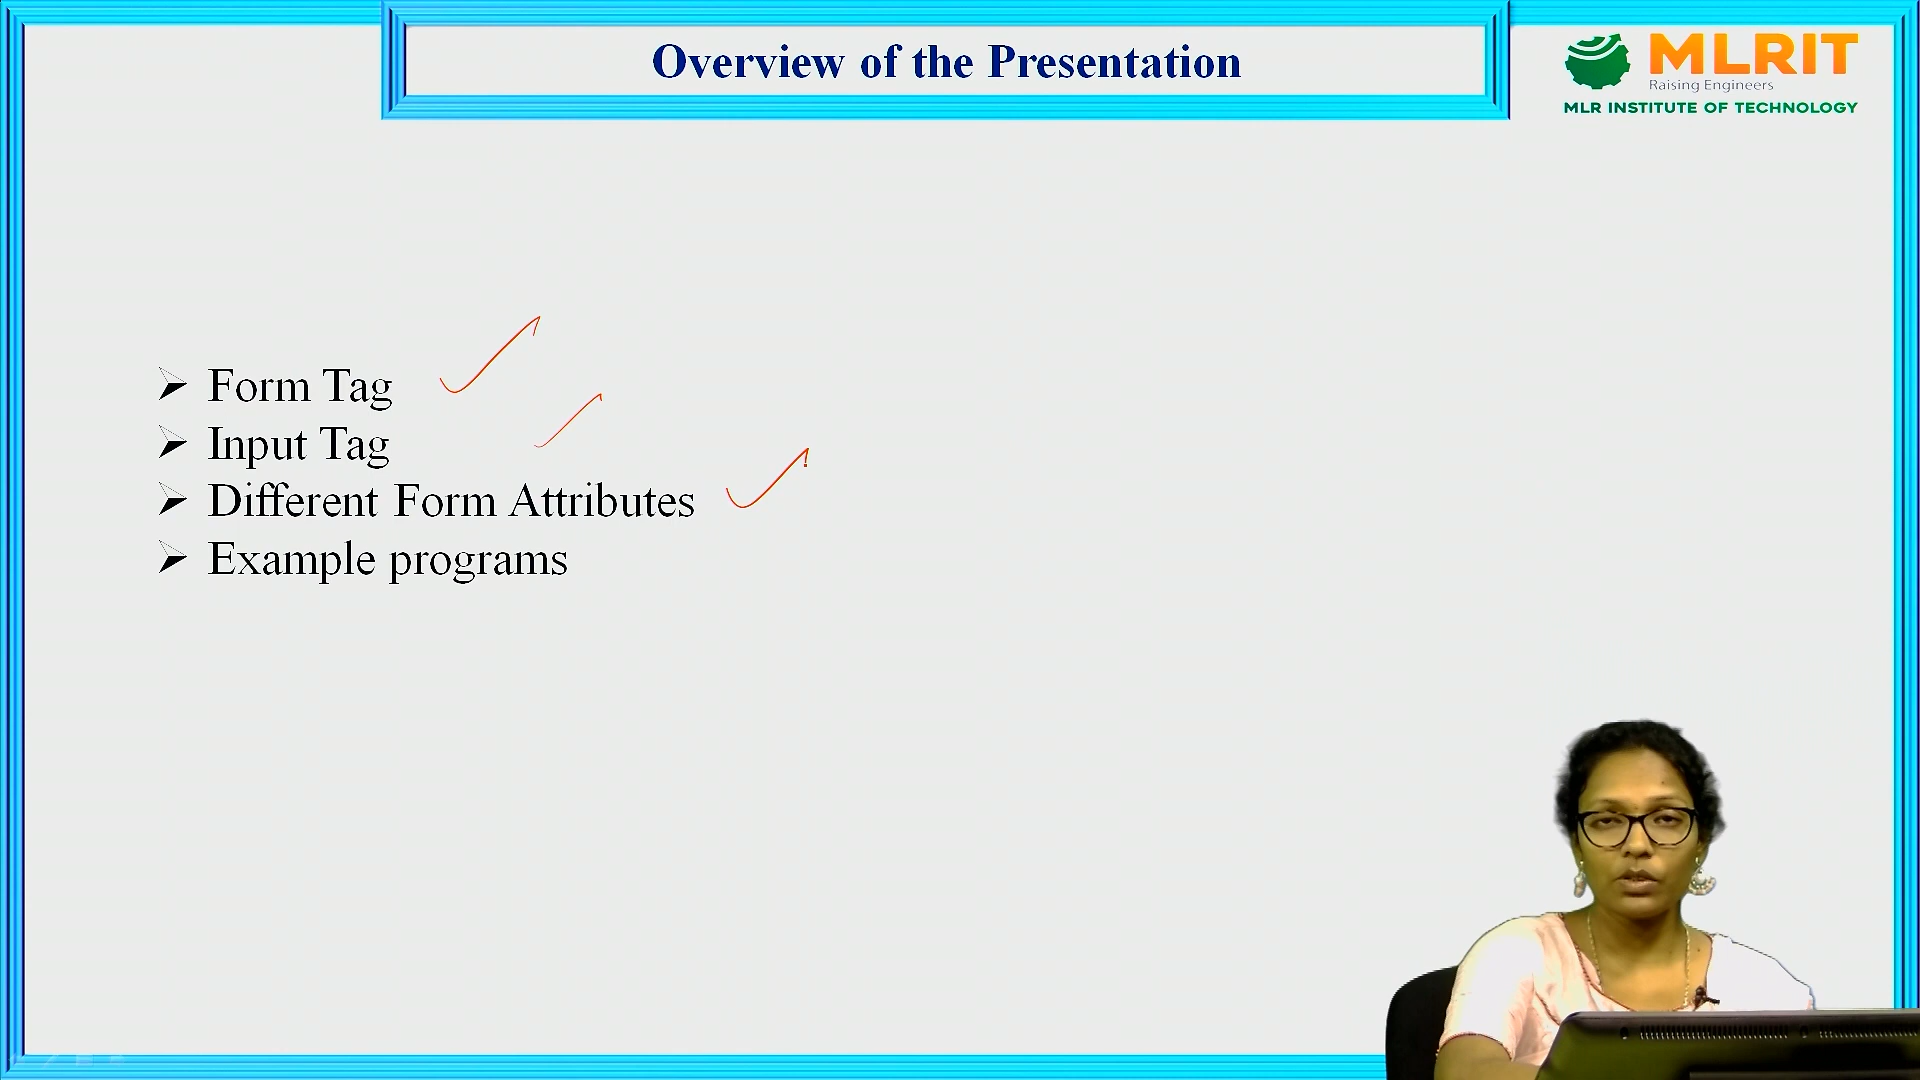 Overview of the Presentation
MLRIT
Raising Engineers
MLR INSTITUTE OF TECHNOLOGY
➢ Form Tag
➢ Input Tag
➢ Different Form Attributes
➢ Example programs